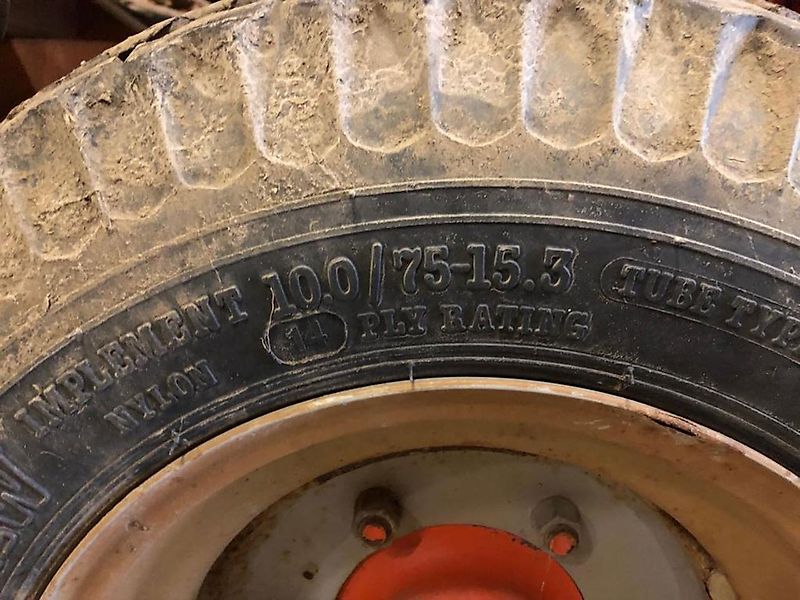 IMPLEMENT 10.0/75-15.3 TUBE TYPE
NYLON 14 PLY RATING